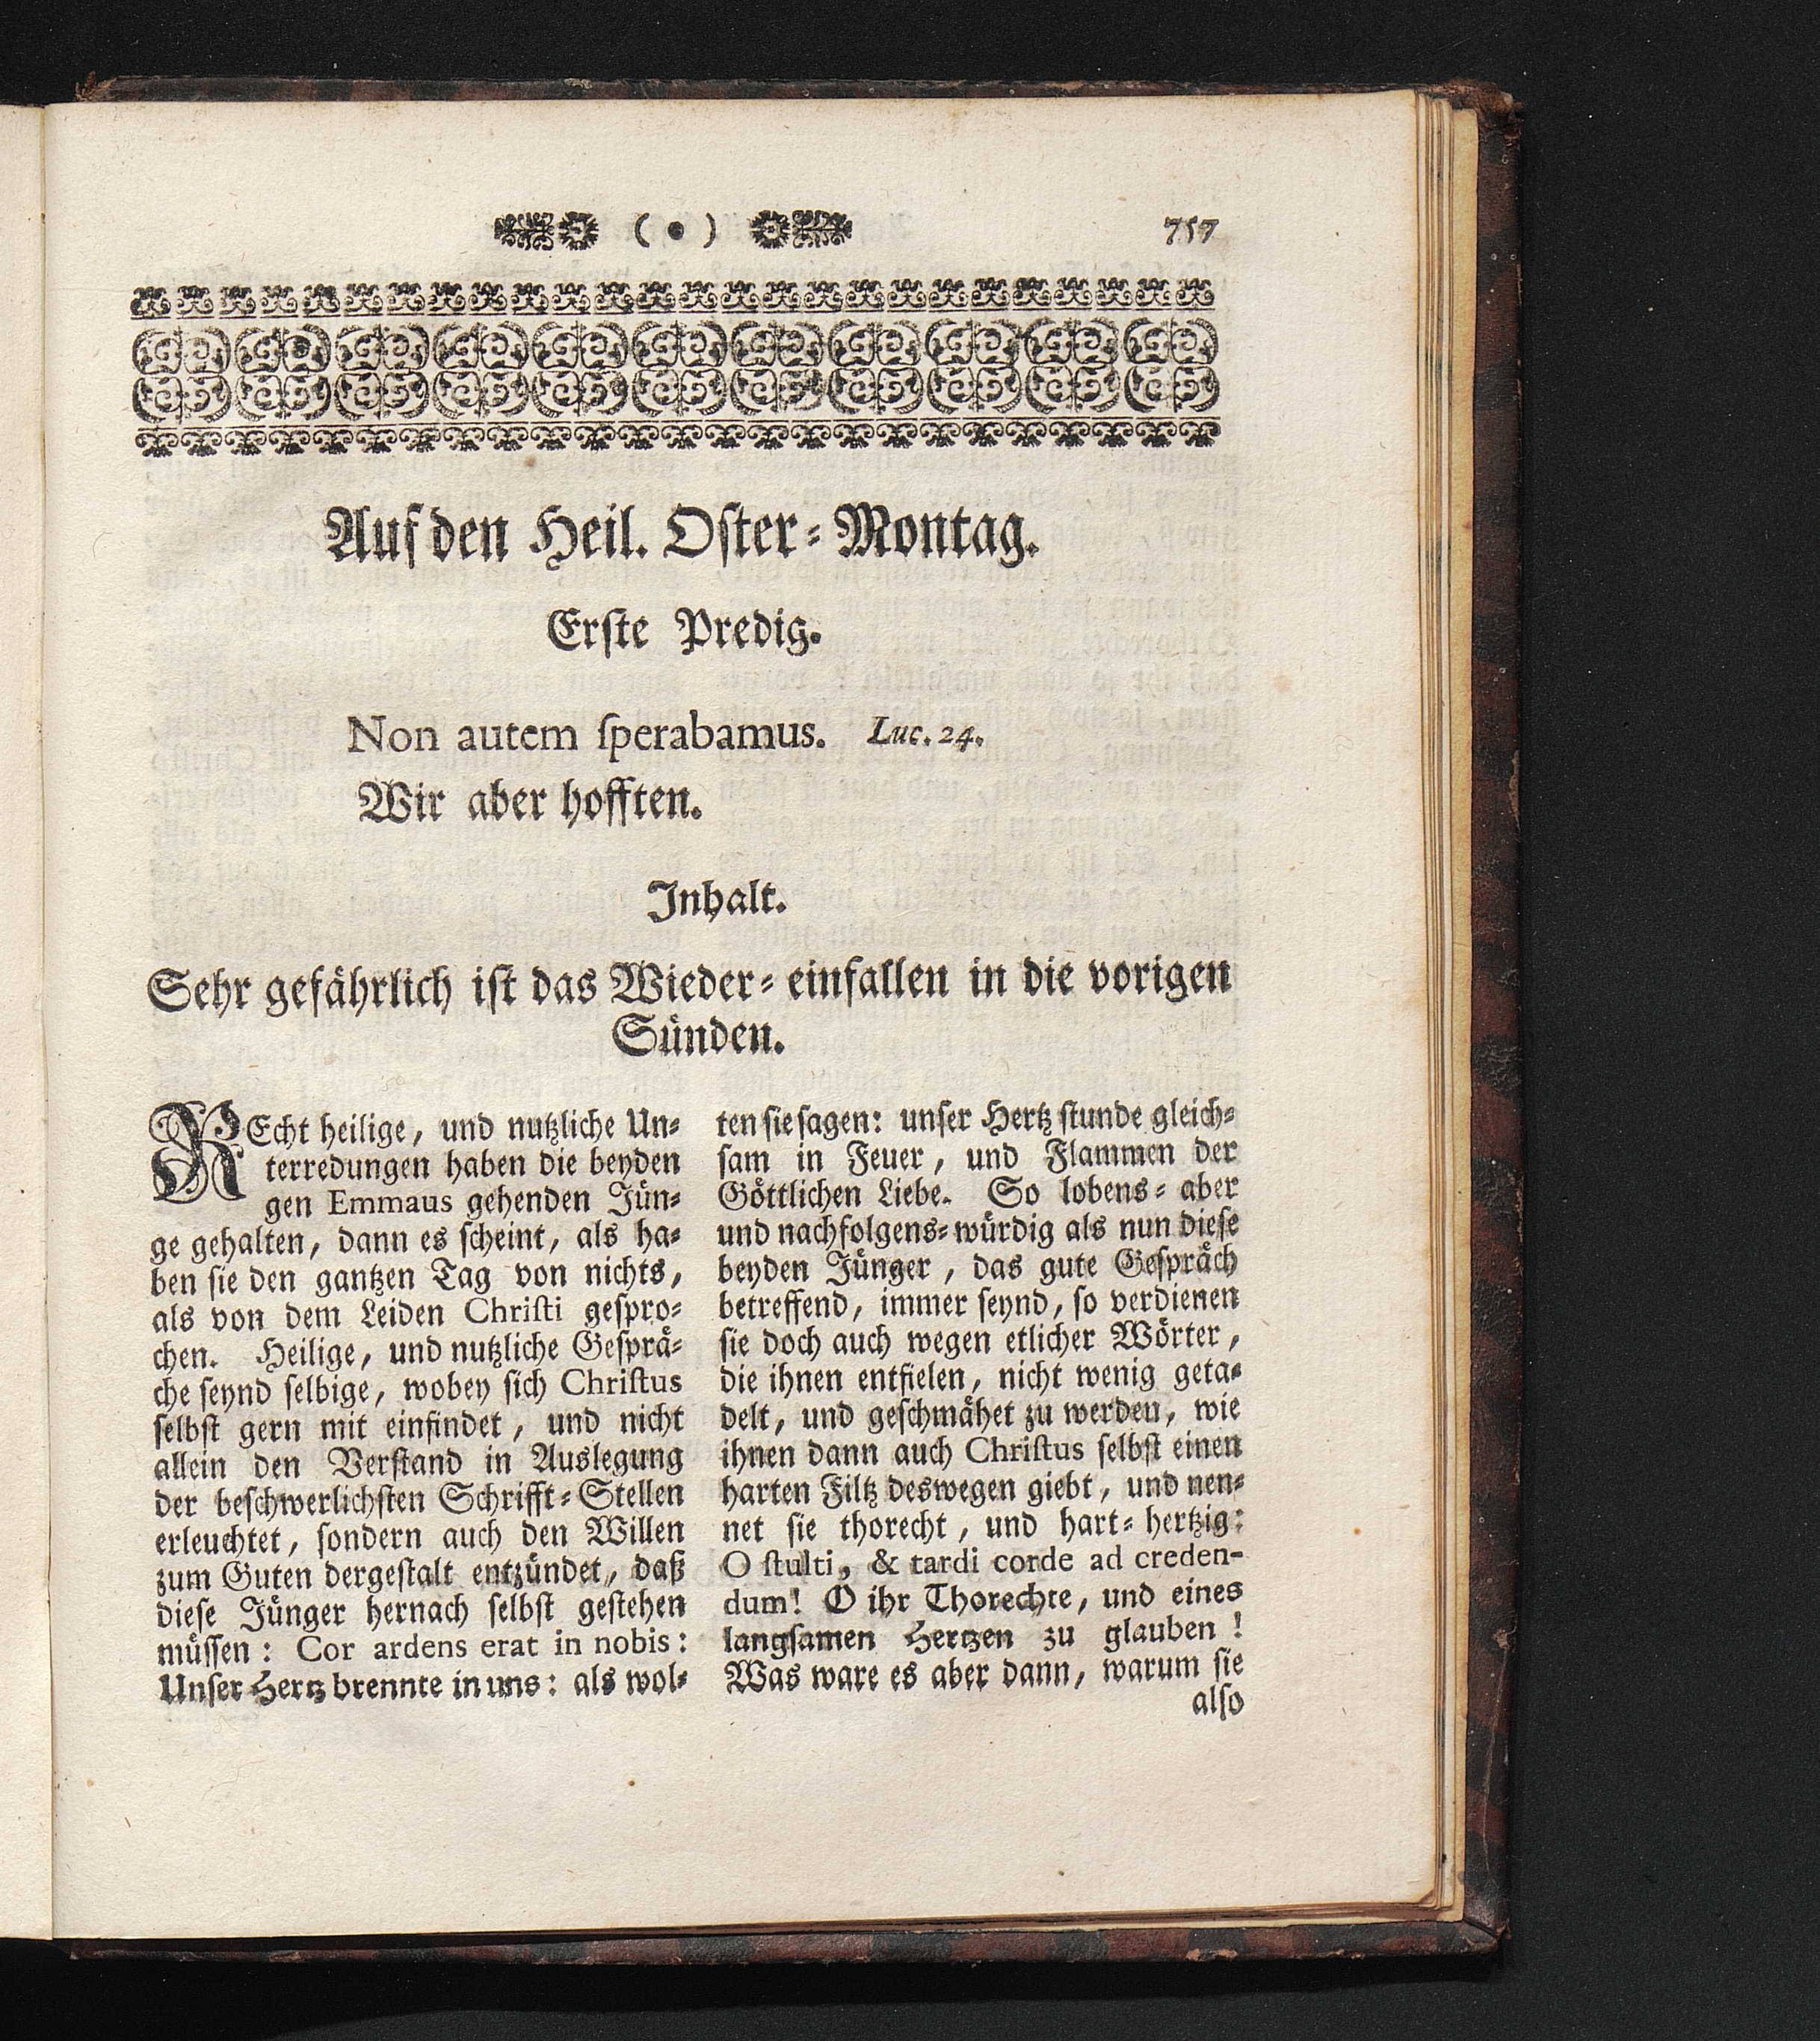 ( • ) 757
Auf den Heil. Oster-Montag.
Erste Predig.
Non autem sperabamus. Luc. 24.
Wir aber hofften.
Inhalt.
Sehr gefährlich ist das Wieder-einfallen in die vorigen
Sünden.
REcht heilige, und nutzliche Un-
terredungen haben die beyden
gen Emmaus gehenden Jün-
ge gehalten, dann es scheint, als ha-
ben sie den gantzen Tag von nichts,
als von dem Leiden Christi gespro-
chen. Heilige, und nutzliche Gesprä-
che seynd selbige, wobey sich Christus
selbst gern mit einfindet, und nicht
allein den Verstand in Auslegung
der beschwerlichsten Schrifft-Stellen
erleuchtet, sondern auch den Willen
zum Guten dergestalt entzündet, daß
diese Jünger hernach selbst gestehen
müssen: Cor ardens erat in nobis:
Unser Hertz brennte in uns: als wol-
ten sie sagen: unser Hertz stunde gleich-
sam in Feuer, und Flammen der
Göttlichen Liebe. So lobens-aber
und nachfolgens-würdig als nun diese
beyden Jünger, das gute Gespräch
betreffend, immer seynd, so verdienen
sie doch auch wegen etlicher Wörter,
die ihnen entfielen, nicht wenig geta-
delt, und geschmähet zu werden, wie
ihnen dann auch Christus selbst einen
harten Filtz deswegen giebt, und nen-
net sie thorecht, und hart-hertzig:
O stulti, & tardi corde ad creden-
dum! O ihr Thorechte, und eines
langsamen Hertzen zu glauben!
Was ware es aber dann, warum sie
also